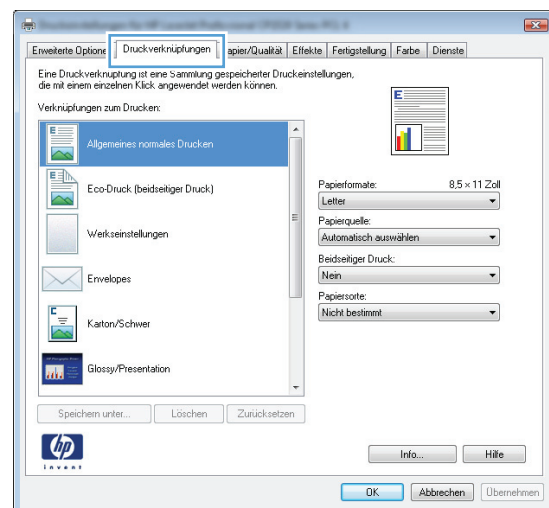 Erweiterte Optione
Druckverknüpfungen
apier/Qualität
Effekte
Fertigstellung
Farbe
Dienste
Eine Druckverknüpfung ist eine Sammlung gespeicherter Druckeinstellungen,
die mit einem einzelnen Klick angewendet werden können.
Verknüpfungen zum Drucken:
Allgemeines normales Drucken
Eco-Druck (beidseitiger Druck)
Werkseinstellungen
Envelopes
Karton/Schwer
Glossy/Presentation
Papierformate: 8,5 × 11 Zoll
Letter
Papierquelle:
Automatisch auswählen
Beidseitiger Druck:
Nein
Papiersorte:
Nicht bestimmt
Speichern unter...
Löschen
Zurücksetzen
hp
invent
Info...
Hilfe
OK
Abbrechen
Übernehmen